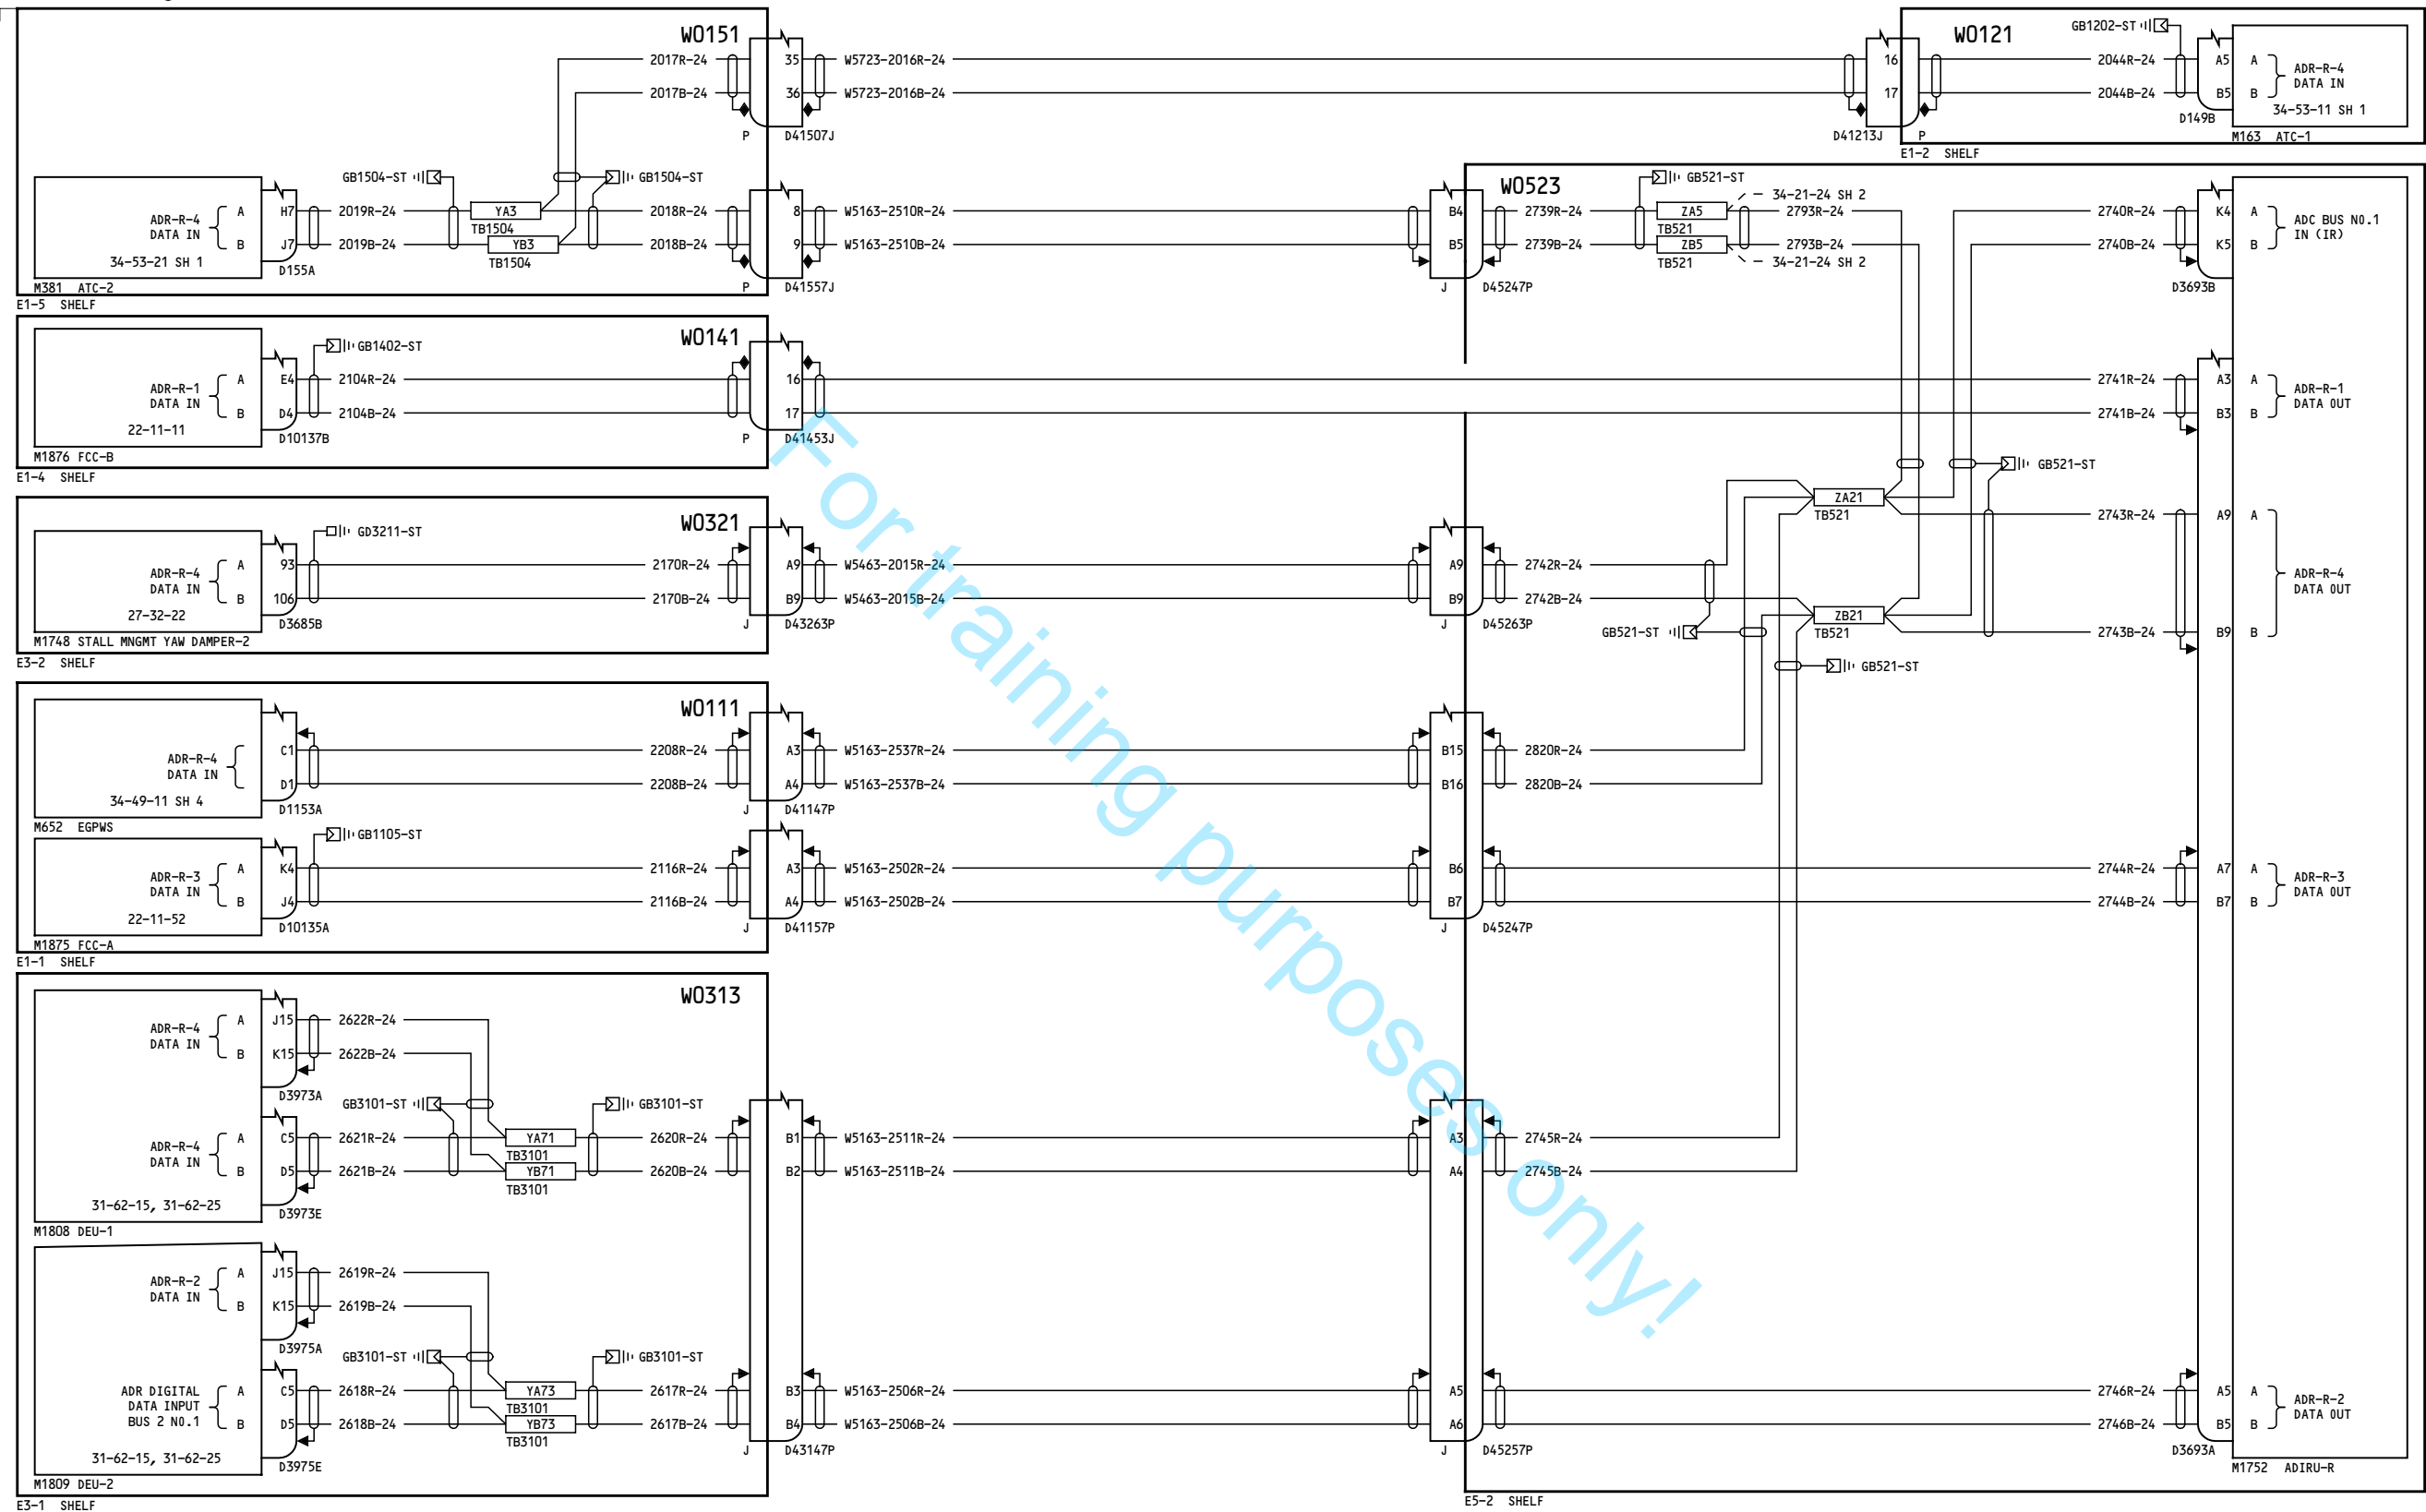 W0151
2017R-24
35
W5723-2016R-24
2017B-24
36
W5723-2016B-24
P
D41507J
W0121
GB1202-ST
16
2044R-24
A5
A
ADR-R-4
DATA IN
17
2044B-24
B5
B
34-53-11 SH 1
D41213J
P
D149B
M163 ATC-1
E1-2 SHELF
GB1504-ST
GB1504-ST
ADR-R-4
DATA IN
A
H7
2019R-24
YA3
TB1504
2018R-24
8
W5163-2510R-24
B
J7
2019B-24
YB3
TB1504
2018B-24
9
W5163-2510B-24
34-53-21 SH 1
D155A
P
D41557J
M381 ATC-2
E1-5 SHELF
W0523
GB521-ST
B4
2739R-24
ZA5
TB521
34-21-24 SH 2
2793R-24
2740R-24
K4
A
ADC BUS NO.1
IN (IR)
B5
2739B-24
ZB5
TB521
2793B-24
34-21-24 SH 2
2740B-24
K5
B
J
D45247P
D3693B
W0141
GB1402-ST
ADR-R-1
DATA IN
A
E4
2104R-24
16
2741R-24
A3
A
ADR-R-1
DATA OUT
B
D4
2104B-24
17
2741B-24
B3
B
22-11-11
D10137B
P
D41453J
M1876 FCC-B
E1-4 SHELF
GB521-ST
ZA21
TB521
2743R-24
A9
A
ADR-R-4
DATA OUT
W0321
GD3211-ST
ADR-R-4
DATA IN
A
93
2170R-24
A9
W5463-2015R-24
A9
2742R-24
B
106
2170B-24
B9
W5463-2015B-24
B9
2742B-24
ZB21
TB521
2743B-24
B9
B
27-32-22
D3685B
J
D43263P
J
D45263P
GB521-ST
GB521-ST
M1748 STALL MNGMT YAW DAMPER-2
E3-2 SHELF
W0111
ADR-R-4
DATA IN
C1
2208R-24
A3
W5163-2537R-24
B15
2820R-24
D1
2208B-24
A4
W5163-2537B-24
B16
2820B-24
34-49-11 SH 4
D1153A
J
D41147P
M652 EGPWS
GB1105-ST
ADR-R-3
DATA IN
A
K4
2116R-24
A3
W5163-2502R-24
B6
2744R-24
A7
A
ADR-R-3
DATA OUT
B
J4
2116B-24
A4
W5163-2502B-24
B7
2744B-24
B7
B
22-11-52
D10135A
J
D41157P
J
D45247P
M1875 FCC-A
E1-1 SHELF
W0313
ADR-R-4
DATA IN
A
J15
2622R-24
B
K15
2622B-24
D3973A
GB3101-ST
GB3101-ST
ADR-R-4
DATA IN
A
C5
2621R-24
YA71
TB3101
2620R-24
B1
W5163-2511R-24
A3
2745R-24
B
D5
2621B-24
YB71
TB3101
2620B-24
B2
W5163-2511B-24
A4
2745B-24
31-62-15, 31-62-25
D3973E
M1808 DEU-1
ADR-R-2
DATA IN
A
J15
2619R-24
B
K15
2619B-24
D3975A
GB3101-ST
GB3101-ST
ADR DIGITAL
DATA INPUT
BUS 2 NO.1
A
C5
2618R-24
YA73
TB3101
2617R-24
B3
W5163-2506R-24
A5
2746R-24
A5
A
ADR-R-2
DATA OUT
B
D5
2618B-24
YB73
TB3101
2617B-24
B4
W5163-2506B-24
A6
2746B-24
B5
B
31-62-15, 31-62-25
D3975E
J
D43147P
J
D45257P
D3693A
M1809 DEU-2
M1752 ADIRU-R
E3-1 SHELF
E5-2 SHELF
For training purposes only!